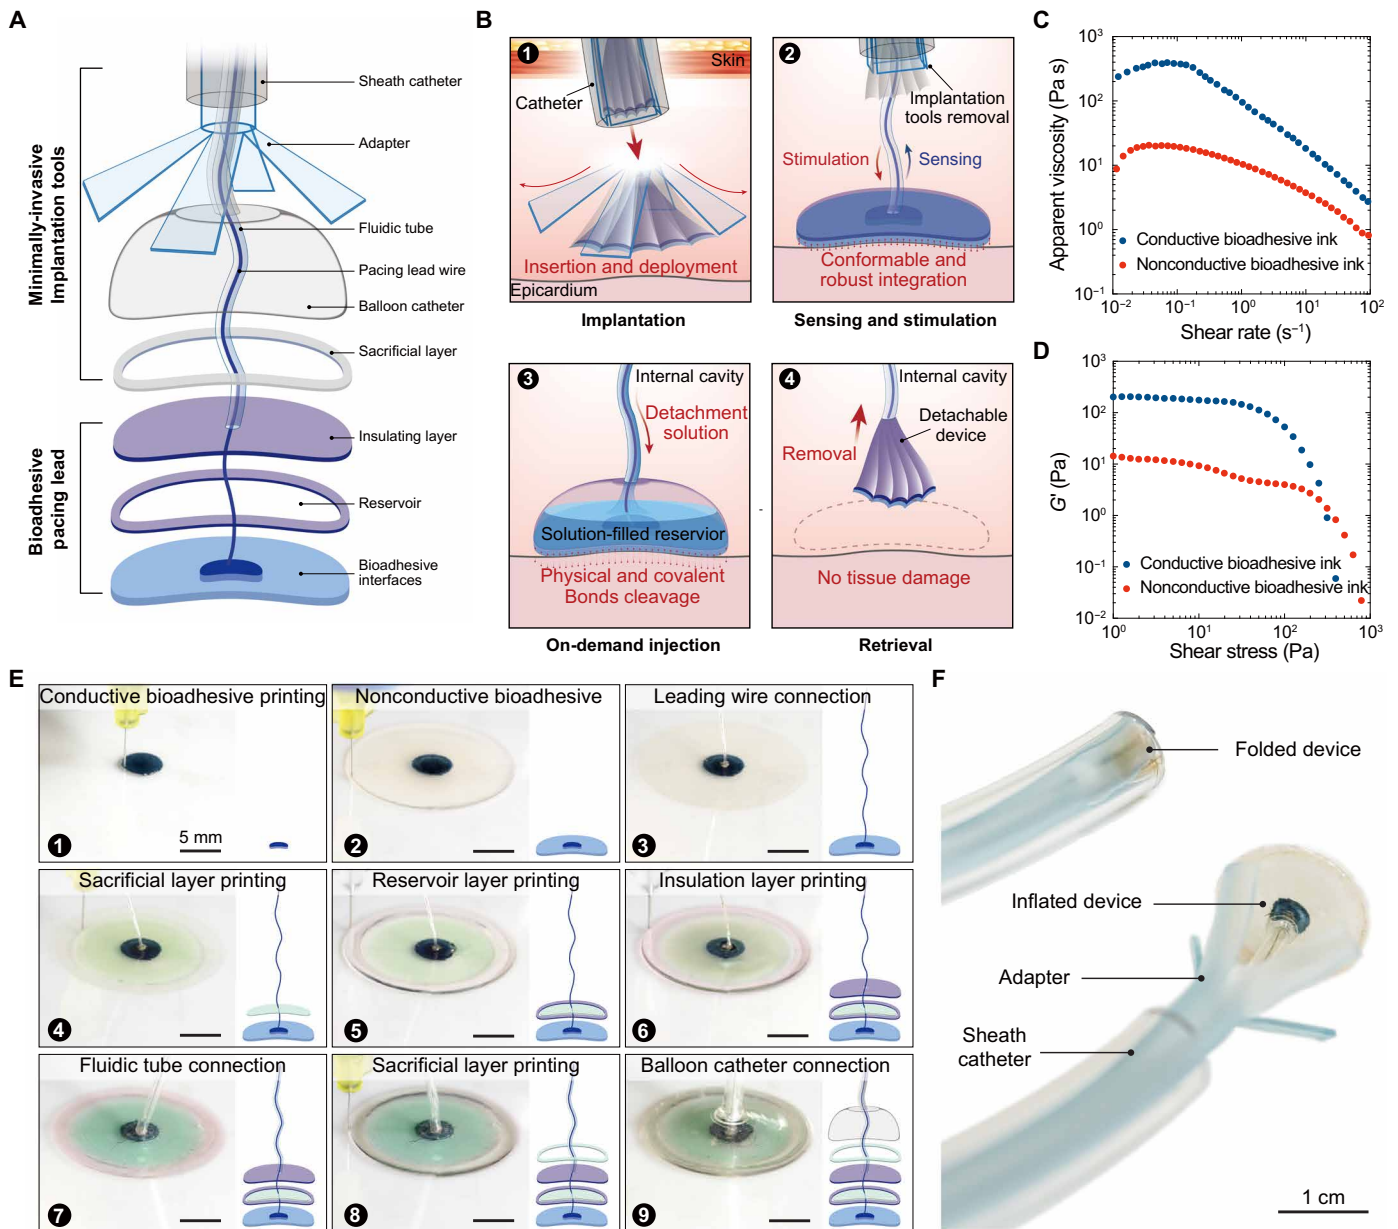 A
Minimally-invasive
Implantation tools
Bioadhesive
pacing lead
Sheath catheter
Adapter
Fluidic tube
Pacing lead wire
Balloon catheter
Sacrificial layer
Insulating layer
Reservoir
Bioadhesive
interfaces
B
1
Skin
Catheter
Insertion and deployment
Epicardium
Implantation
2
Implantation
tools removal
Stimulation
Sensing
Conformable and
robust integration
Sensing and stimulation
3
Internal cavity
Detachment
solution
Solution-filled reservior
Physical and covalent
Bonds cleavage
On-demand injection
4
Internal cavity
Detachable
device
Removal
No tissue damage
Retrieval
C
Apparent viscosity (Pa s)
10³
10²
10¹
10⁰
10⁻¹
Conductive bioadhesive ink
Nonconductive bioadhesive ink
10⁻² 10⁻¹ 10⁰ 10¹ 10²
Shear rate (s⁻¹)
D
G' (Pa)
10³
10²
10¹
10⁰
10⁻¹
10⁻²
Conductive bioadhesive ink
Nonconductive bioadhesive ink
10⁰ 10¹ 10² 10³
Shear stress (Pa)
E
Conductive bioadhesive printing
5 mm
1
Nonconductive bioadhesive
2
Leading wire connection
3
Sacrificial layer printing
4
Reservoir layer printing
5
Insulation layer printing
6
Fluidic tube connection
7
Sacrificial layer printing
8
Balloon catheter connection
9
F
Folded device
Inflated device
Adapter
Sheath
catheter
1 cm